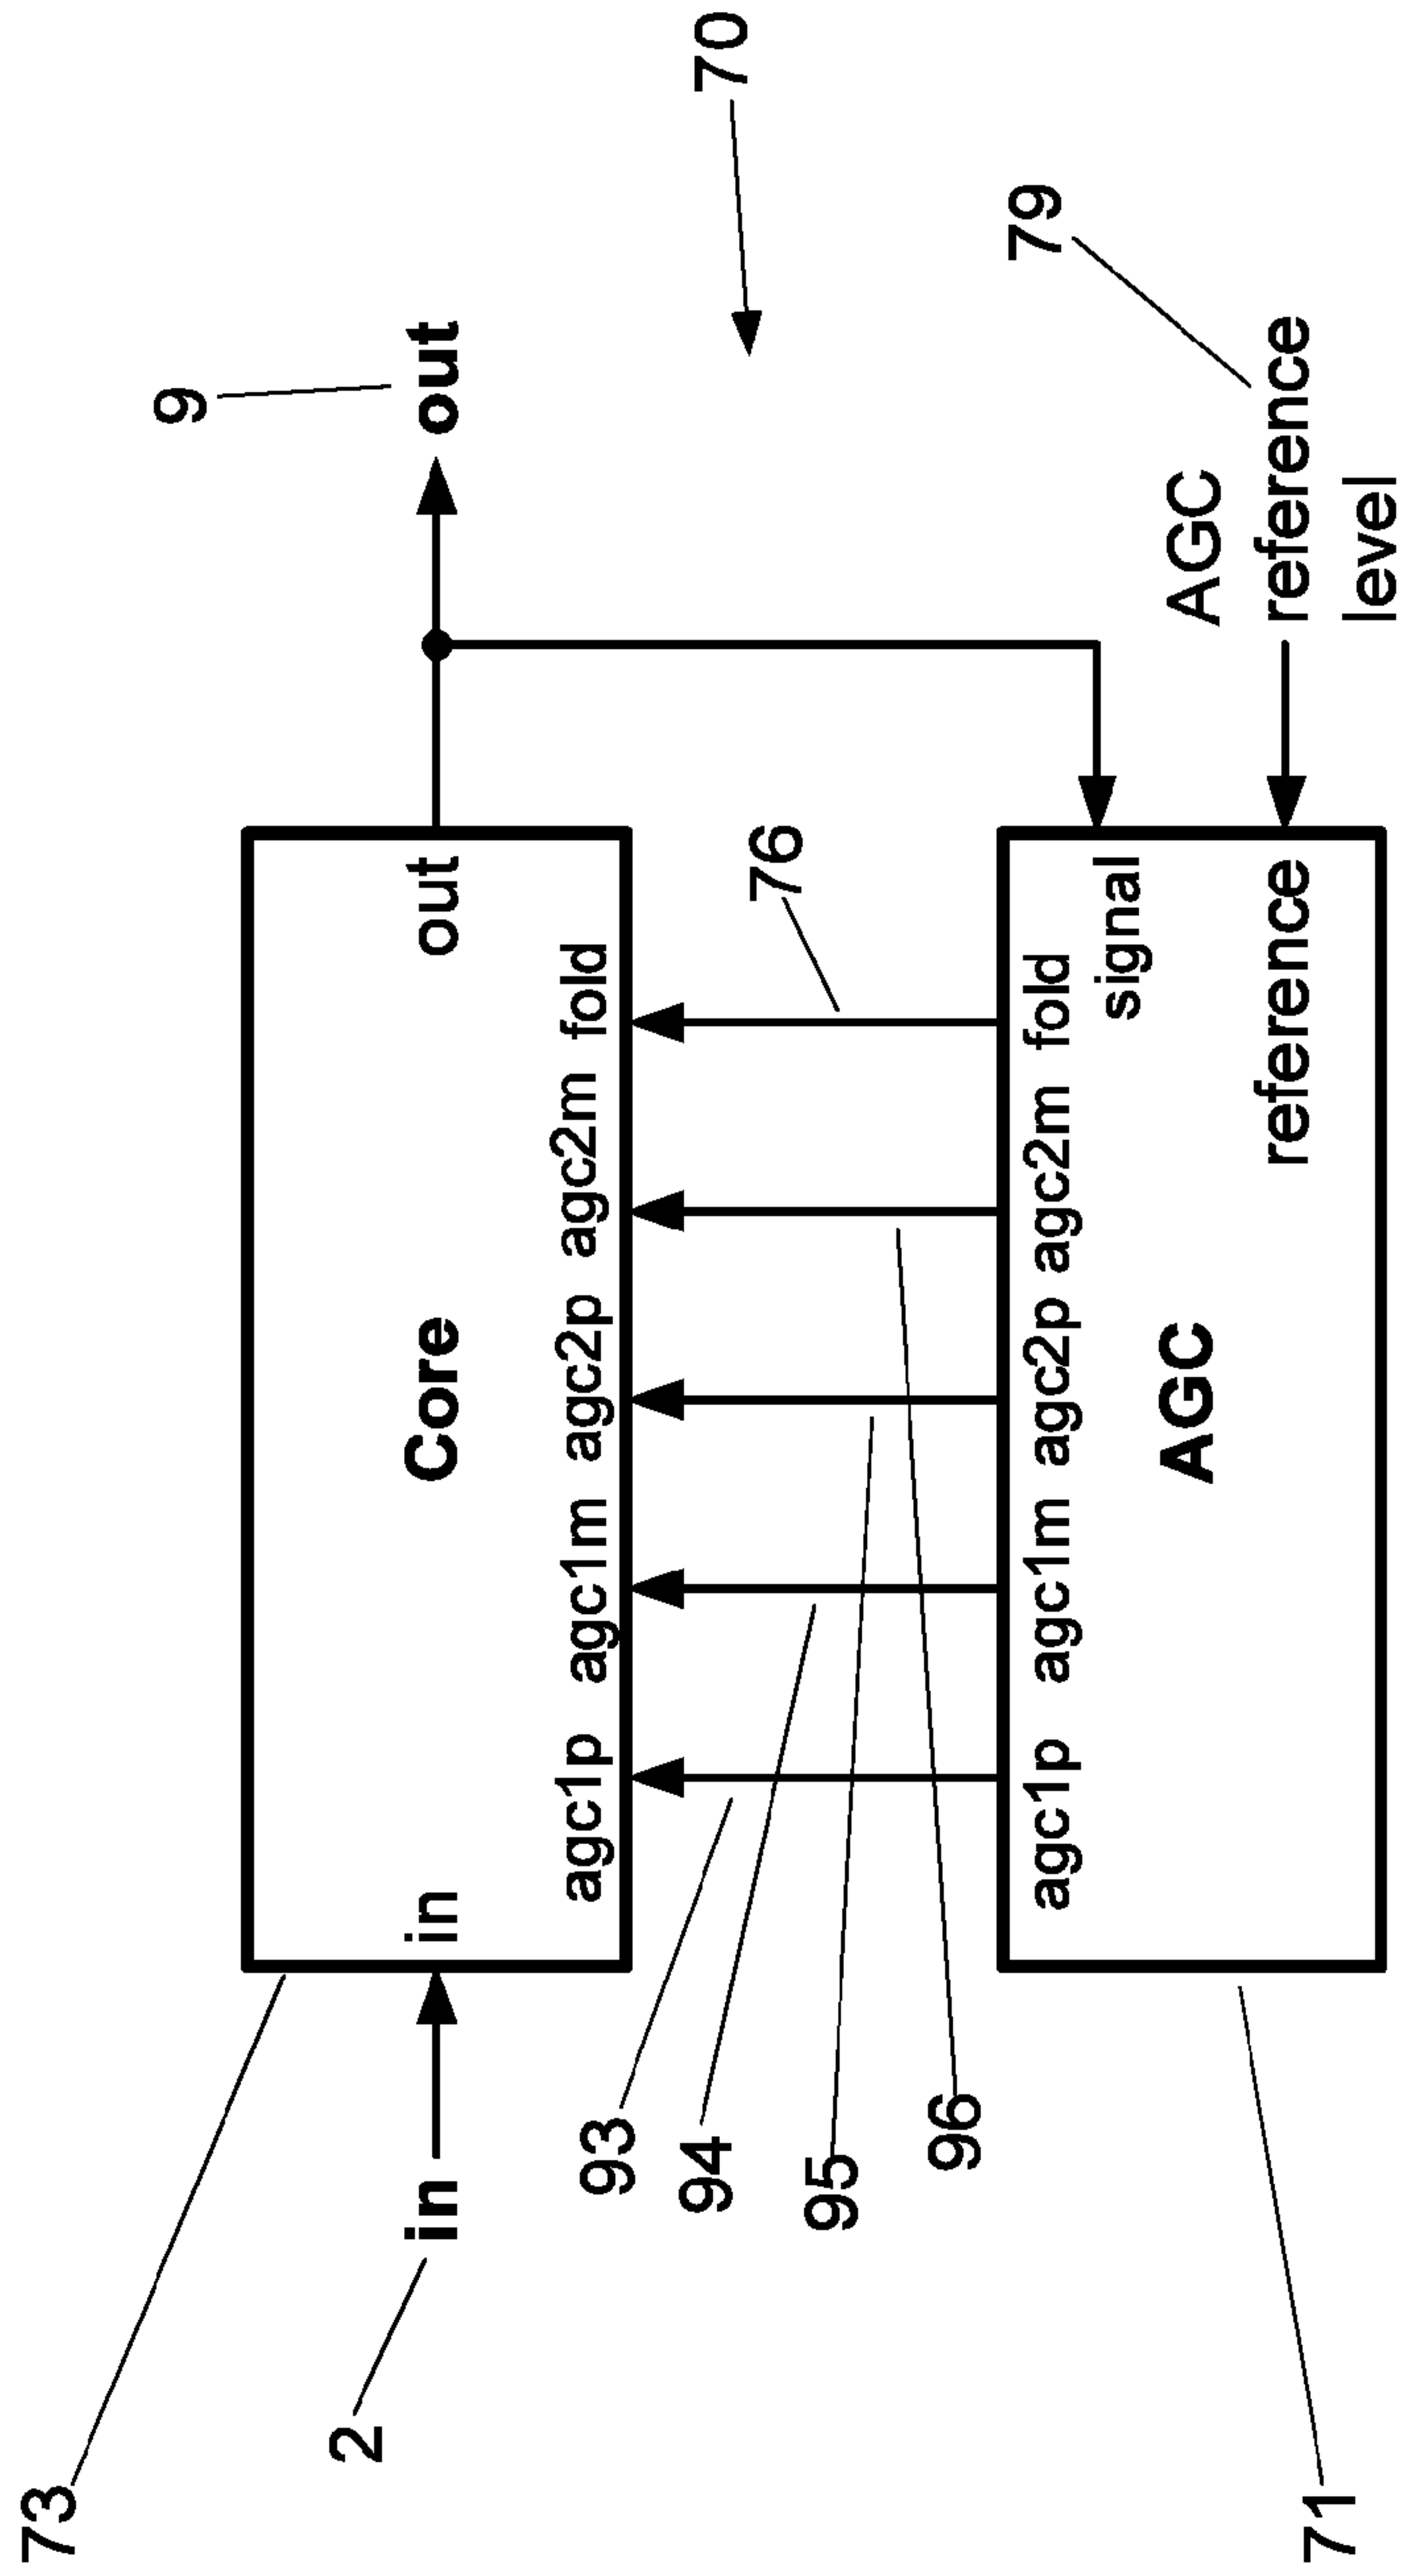 73
2
in
in
Core
out
out
9
agc1p agc1m agc2p agc2m fold
93
94
95
96
76
70
agc1p agc1m agc2p agc2m fold
signal
AGC
reference
AGC
reference
level
79
71